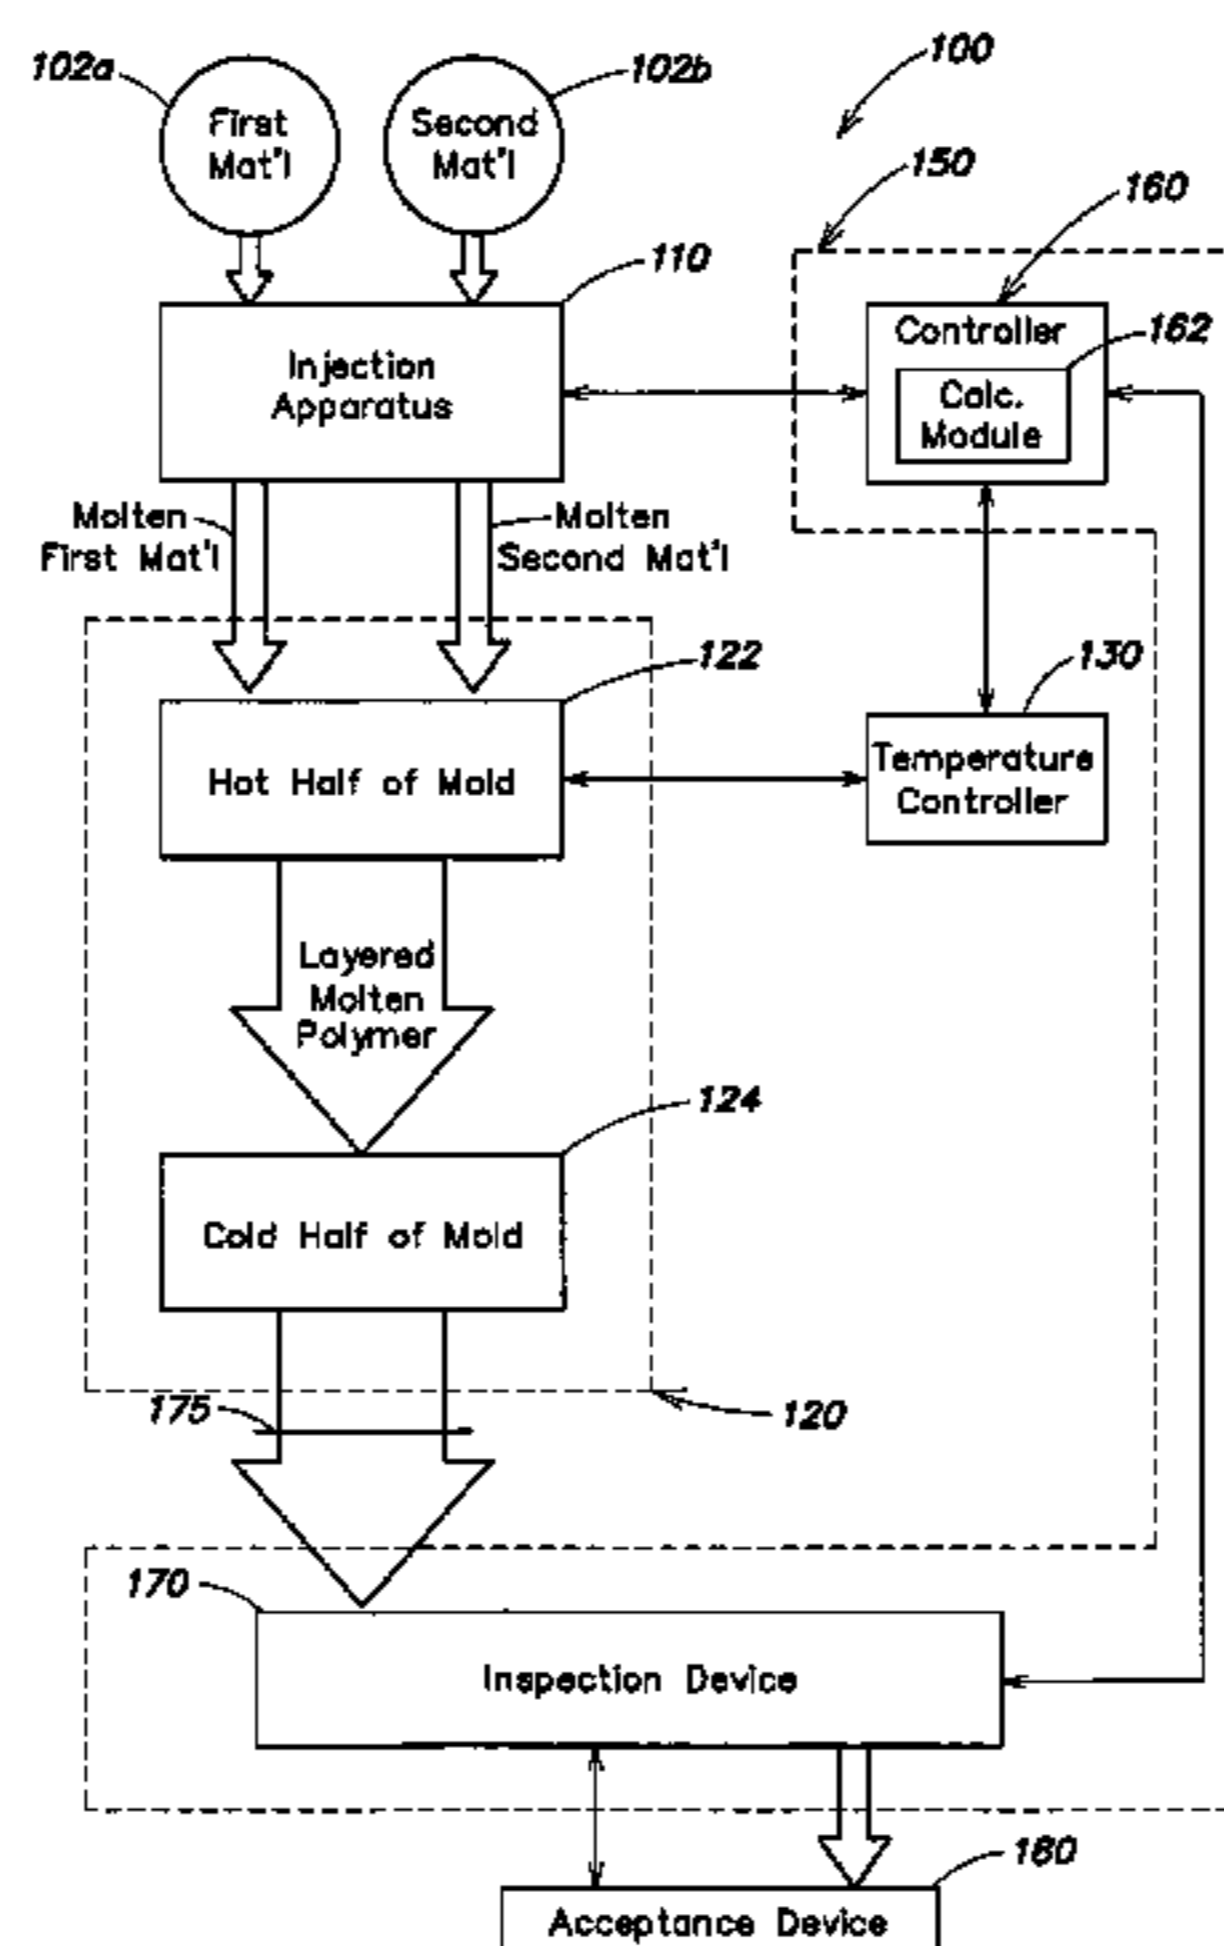 102a
102b
100
First
Mat'l
Second
Mat'l
150
160
110
Controller
162
Injection
Apparatus
Calc.
Module
Molten
First Mat'l
Molten
Second Mat'l
122
130
Hot Half of Mold
Temperature
Controller
Layered
Molten
Polymer
124
Cold Half of Mold
175
120
170
Inspection Device
180
Acceptance Device